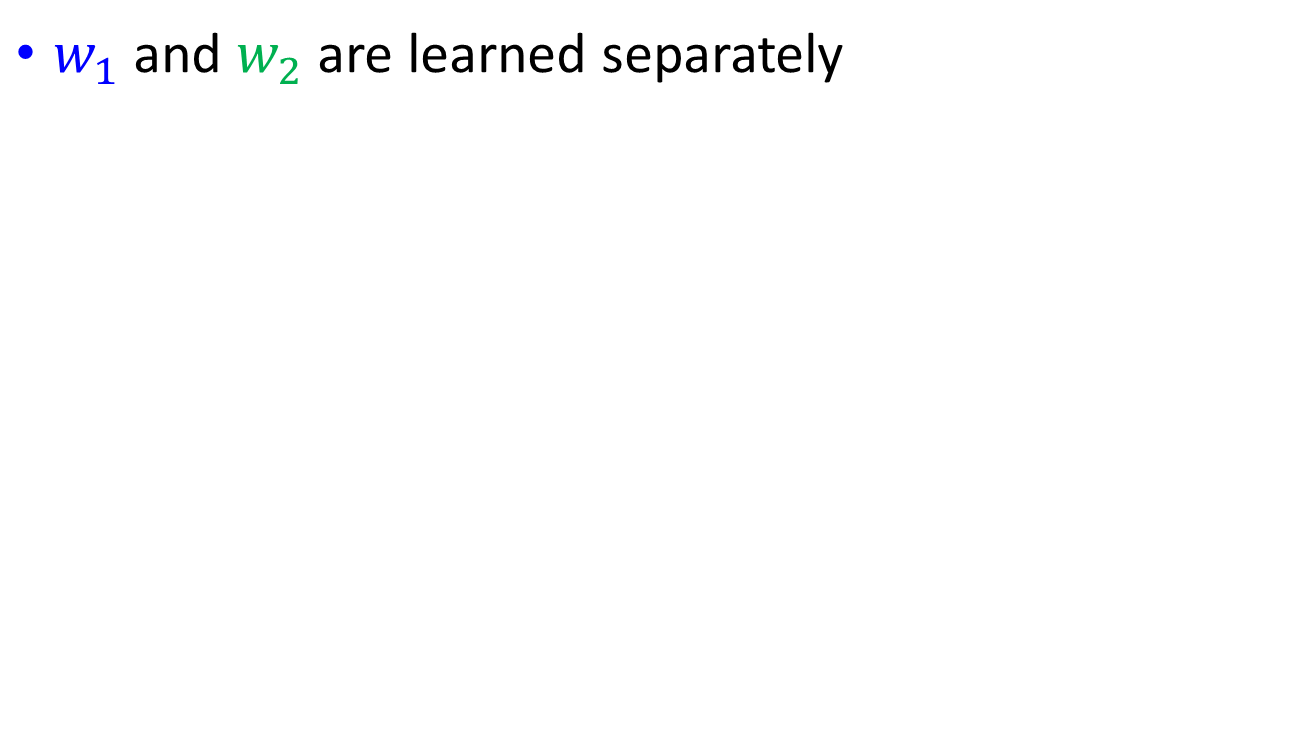 • w₁ and w₂ are learned separately